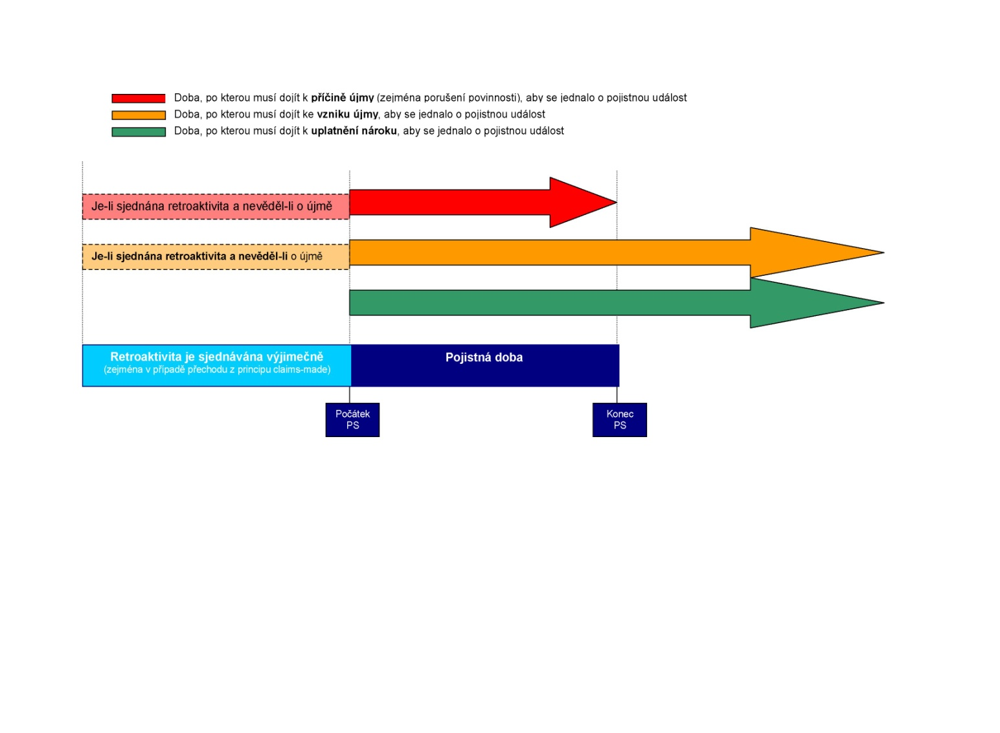 Doba, po kterou musí dojít k příčině újmy (zejména porušení povinnosti), aby se jednalo o pojistnou událost
Doba, po kterou musí dojít ke vzniku újmy, aby se jednalo o pojistnou událost
Doba, po kterou musí dojít k uplatnění nároku, aby se jednalo o pojistnou událost
Je-li sjednána retroaktivita a nevěděl-li o újmě
Je-li sjednána retroaktivita a nevěděl-li o újmě
Retroaktivita je sjednávána výjimečně
(zejména v případě přechodu z principu claims-made)
Pojistná doba
Počátek
PS
Konec
PS